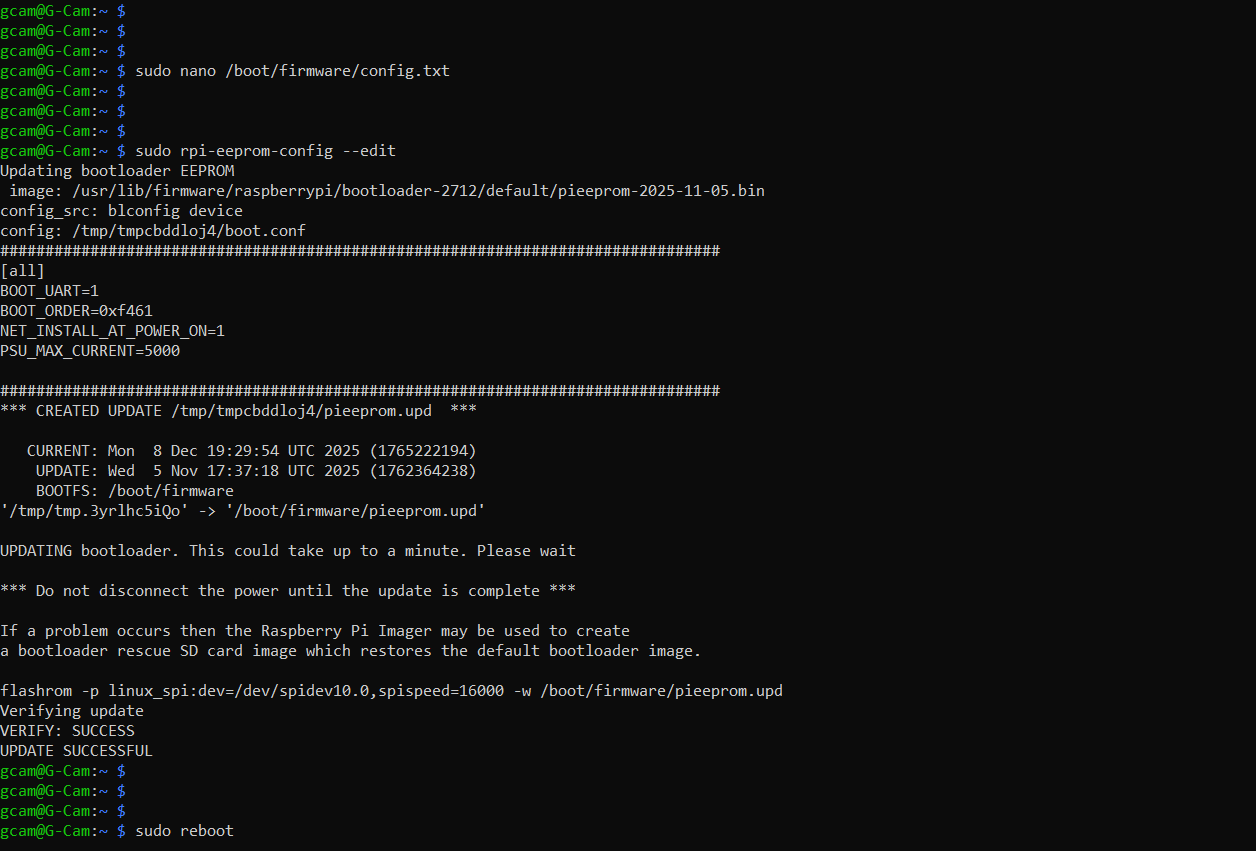 gcam@G-Cam:~ $
gcam@G-Cam:~ $
gcam@G-Cam:~ $
gcam@G-Cam:~ $ sudo nano /boot/firmware/config.txt
gcam@G-Cam:~ $
gcam@G-Cam:~ $
gcam@G-Cam:~ $
gcam@G-Cam:~ $ sudo rpi-eeprom-config --edit
Updating bootloader EEPROM
 image: /usr/lib/firmware/raspberrypi/bootloader-2712/default/pieeprom-2025-11-05.bin
config_src: blconfig device
config: /tmp/tmpcbddloj4/boot.conf
################################################################################
[all]
BOOT_UART=1
BOOT_ORDER=0xf461
NET_INSTALL_AT_POWER_ON=1
PSU_MAX_CURRENT=5000
################################################################################
*** CREATED UPDATE /tmp/tmpcbddloj4/pieeprom.upd  ***
   CURRENT: Mon  8 Dec 19:29:54 UTC 2025 (1765222194)
    UPDATE: Wed  5 Nov 17:37:18 UTC 2025 (1762364238)
    BOOTFS: /boot/firmware
'/tmp/tmp.3yrlhc5iQo' -> '/boot/firmware/pieeprom.upd'
UPDATING bootloader. This could take up to a minute. Please wait
*** Do not disconnect the power until the update is complete ***
If a problem occurs then the Raspberry Pi Imager may be used to create
a bootloader rescue SD card image which restores the default bootloader image.
flashrom -p linux_spi:dev=/dev/spidev10.0,spispeed=16000 -w /boot/firmware/pieeprom.upd
Verifying update
VERIFY: SUCCESS
UPDATE SUCCESSFUL
gcam@G-Cam:~ $
gcam@G-Cam:~ $
gcam@G-Cam:~ $
gcam@G-Cam:~ $ sudo reboot